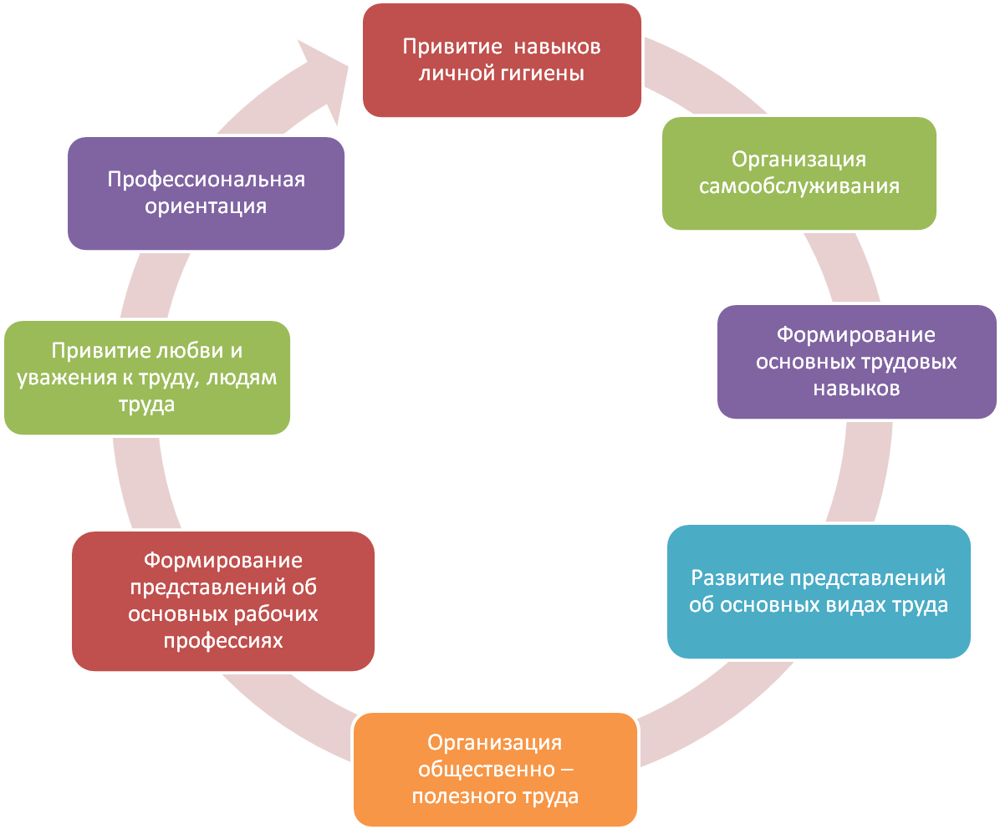 Привитие навыков
личной гигиены
Организация
самообслуживания
Формирование
основных трудовых
навыков
Развитие представлений
об основных видах труда
Организация
общественно –
полезного труда
Формирование
представлений об
основных рабочих
профессиях
Привитие любви и
уважения к труду, людям
труда
Профессиональная
ориентация